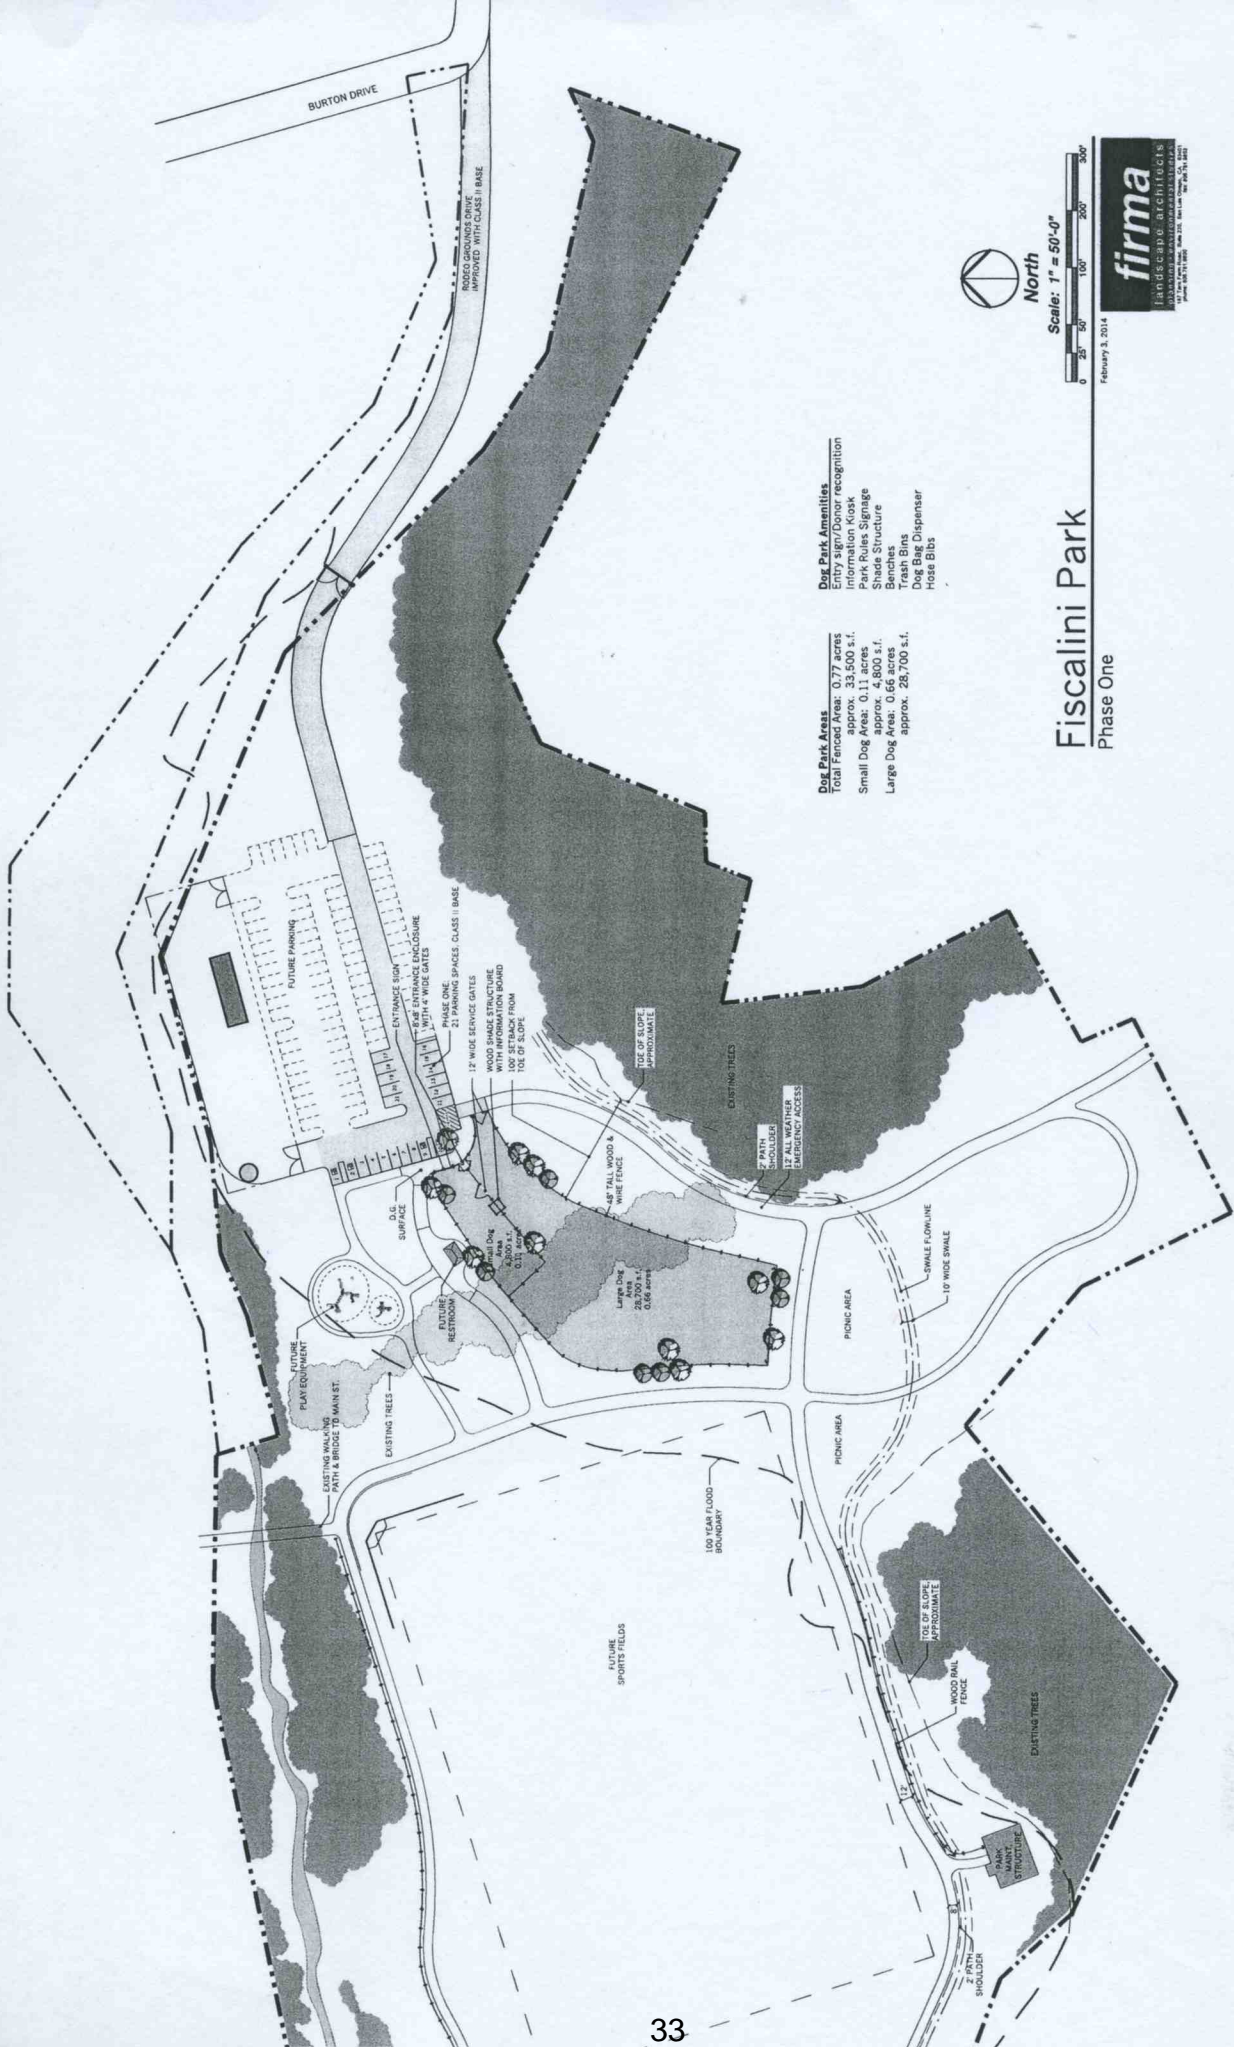 BURTON DRIVE
RODEO GROUNDS DRIVE
IMPROVED WITH CLASS II BASE
FUTURE PARKING
ENTRANCE SIGN
8'x8' ENTRANCE ENCLOSURE
WITH 4' WIDE GATES
PHASE ONE
21 PARKING SPACES, CLASS II BASE
12' WIDE SERVICE GATES
WOOD SHADE STRUCTURE
WITH INFORMATION BOARD
100' SETBACK FROM
TOE OF SLOPE
TOE OF SLOPE,
APPROXIMATE
EXISTING TREES
2' PATH
SHOULDER
12' ALL WEATHER
EMERGENCY ACCESS
48" TALL WOOD &
WIRE FENCE
D.G.
SURFACE
Small Dog
Area
4,800 s.f.
0.11 acres
Large Dog
Area
28,700 s.f.
0.66 acres
FUTURE
RESTROOM
FUTURE
PLAY EQUIPMENT
EXISTING TREES
EXISTING WALKING
PATH & BRIDGE TO MAIN ST.
SWALE FLOWLINE
10' WIDE SWALE
PICNIC AREA
PICNIC AREA
100 YEAR FLOOD
BOUNDARY
FUTURE
SPORTS FIELDS
TOE OF SLOPE,
APPROXIMATE
WOOD RAIL
FENCE
EXISTING TREES
12'
PARK
MAINT.
STRUCTURE
8'
2' PATH
SHOULDER
Dog Park Areas
Total Fenced Area: 0.77 acres
approx. 33,500 s.f.
Small Dog Area: 0.11 acres
approx. 4,800 s.f.
Large Dog Area: 0.66 acres
approx. 28,700 s.f.
Dog Park Amenities
Entry sign/Donor recognition
Information Kiosk
Park Rules Signage
Shade Structure
Benches
Trash Bins
Dog Bag Dispenser
Hose Bibs
Fiscalini Park
Phase One
North
Scale: 1" = 50'-0"
0 25' 50' 100' 200' 300'
February 3, 2014
firma
landscape architects
33